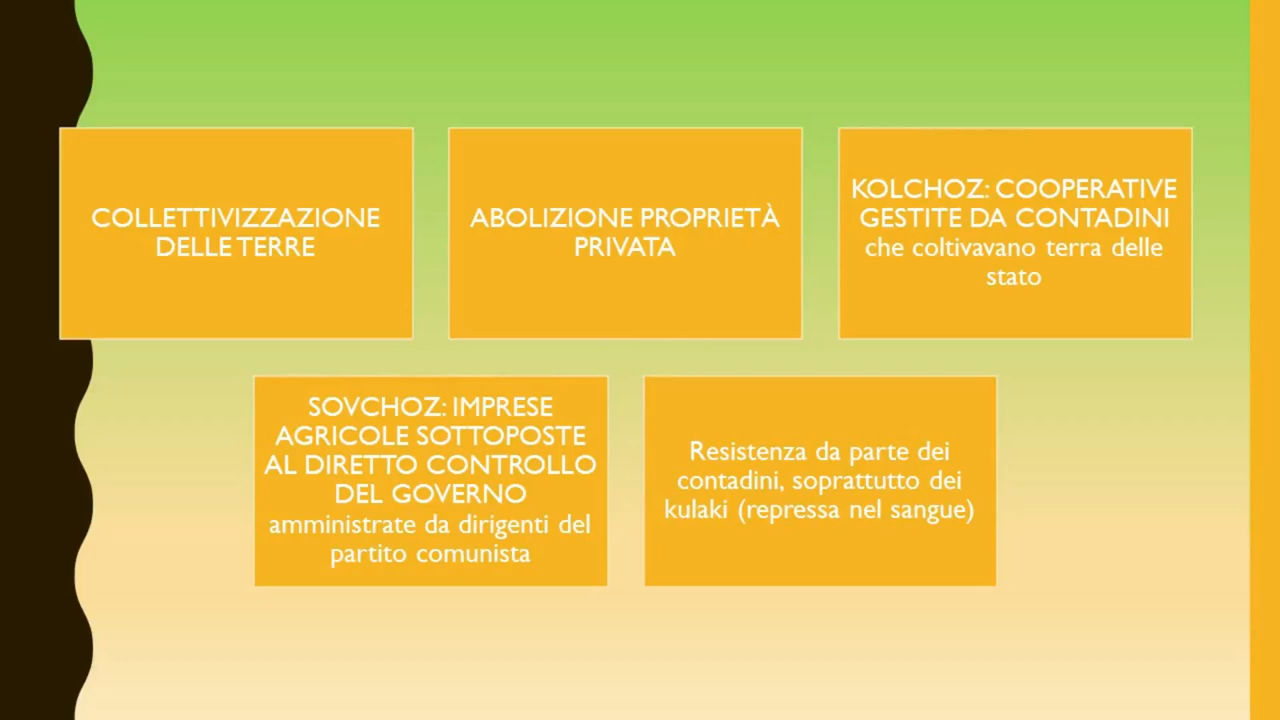 COLLETTIVIZZAZIONE
DELLE TERRE
ABOLIZIONE PROPRIETÀ
PRIVATA
KOLCHOZ: COOPERATIVE
GESTITE DA CONTADINI
che coltivavano terra delle
stato
SOVCHOZ: IMPRESE
AGRICOLE SOTTOPOSTE
AL DIRETTO CONTROLLO
DEL GOVERNO
amministrate da dirigenti del
partito comunista
Resistenza da parte dei
contadini, soprattutto dei
kulaki (repressa nel sangue)